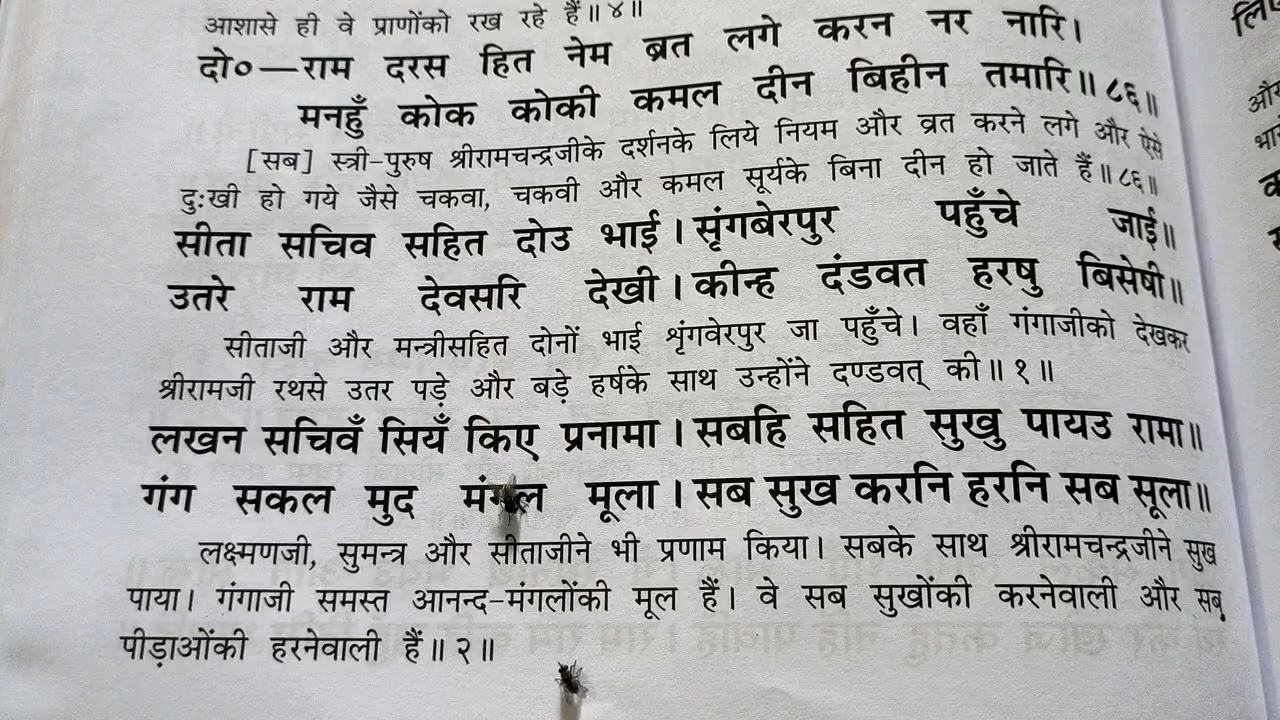 आशासे ही वे प्राणोंको रख रहे हैं॥ ४॥
दो०—राम दरस हित नेम ब्रत लगे करन नर नारि।
मनहुँ कोक कोकी कमल दीन बिहीन तमारि॥ ८६॥
[सब] स्त्री-पुरुष श्रीरामचन्द्रजीके दर्शनके लिये नियम और व्रत करने लगे और ऐसे
दुःखी हो गये जैसे चकवा, चकवी और कमल सूर्यके बिना दीन हो जाते हैं॥ ८६॥
सीता सचिव सहित दोउ भाई। सृंगबेरपुर पहुँचे जाई॥
उतरे राम देवसरि देखी। कीन्ह दंडवत हरषु बिसेषी॥
सीताजी और मन्त्रीसहित दोनों भाई शृंगवेरपुर जा पहुँचे। वहाँ गंगाजीको देखकर
श्रीरामजी रथसे उतर पड़े और बड़े हर्षके साथ उन्होंने दण्डवत् की॥ १॥
लखन सचिवँ सियँ किए प्रनामा। सबहि सहित सुखु पायउ रामा॥
गंग सकल मुद मंगल मूला। सब सुख करनि हरनि सब सूला॥
लक्ष्मणजी, सुमन्त्र और सीताजीने भी प्रणाम किया। सबके साथ श्रीरामचन्द्रजीने सुख
पाया। गंगाजी समस्त आनन्द-मंगलोंकी मूल हैं। वे सब सुखोंकी करनेवाली और सब
पीड़ाओंकी हरनेवाली हैं॥ २॥